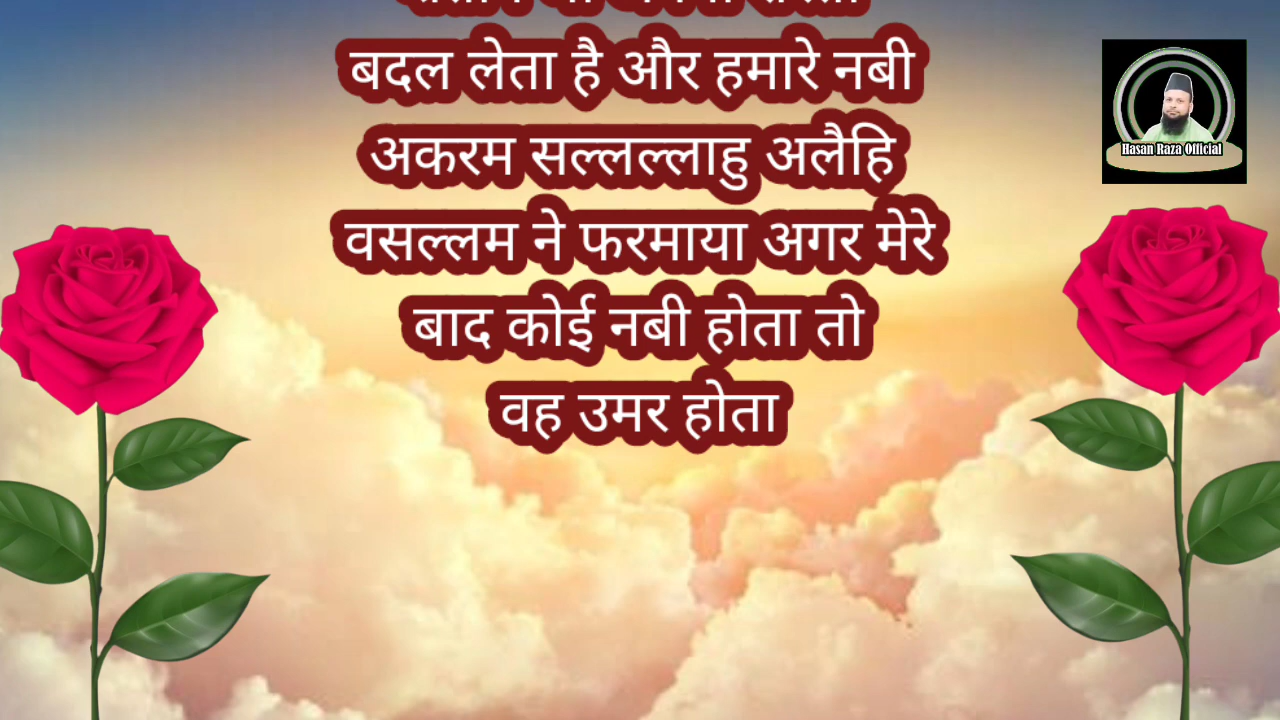 बदल लेता है और हमारे नबी
अकरम सल्लल्लाहु अलैहि
वसल्लम ने फरमाया अगर मेरे
बाद कोई नबी होता तो
वह उमर होता
Hasan Raza Official